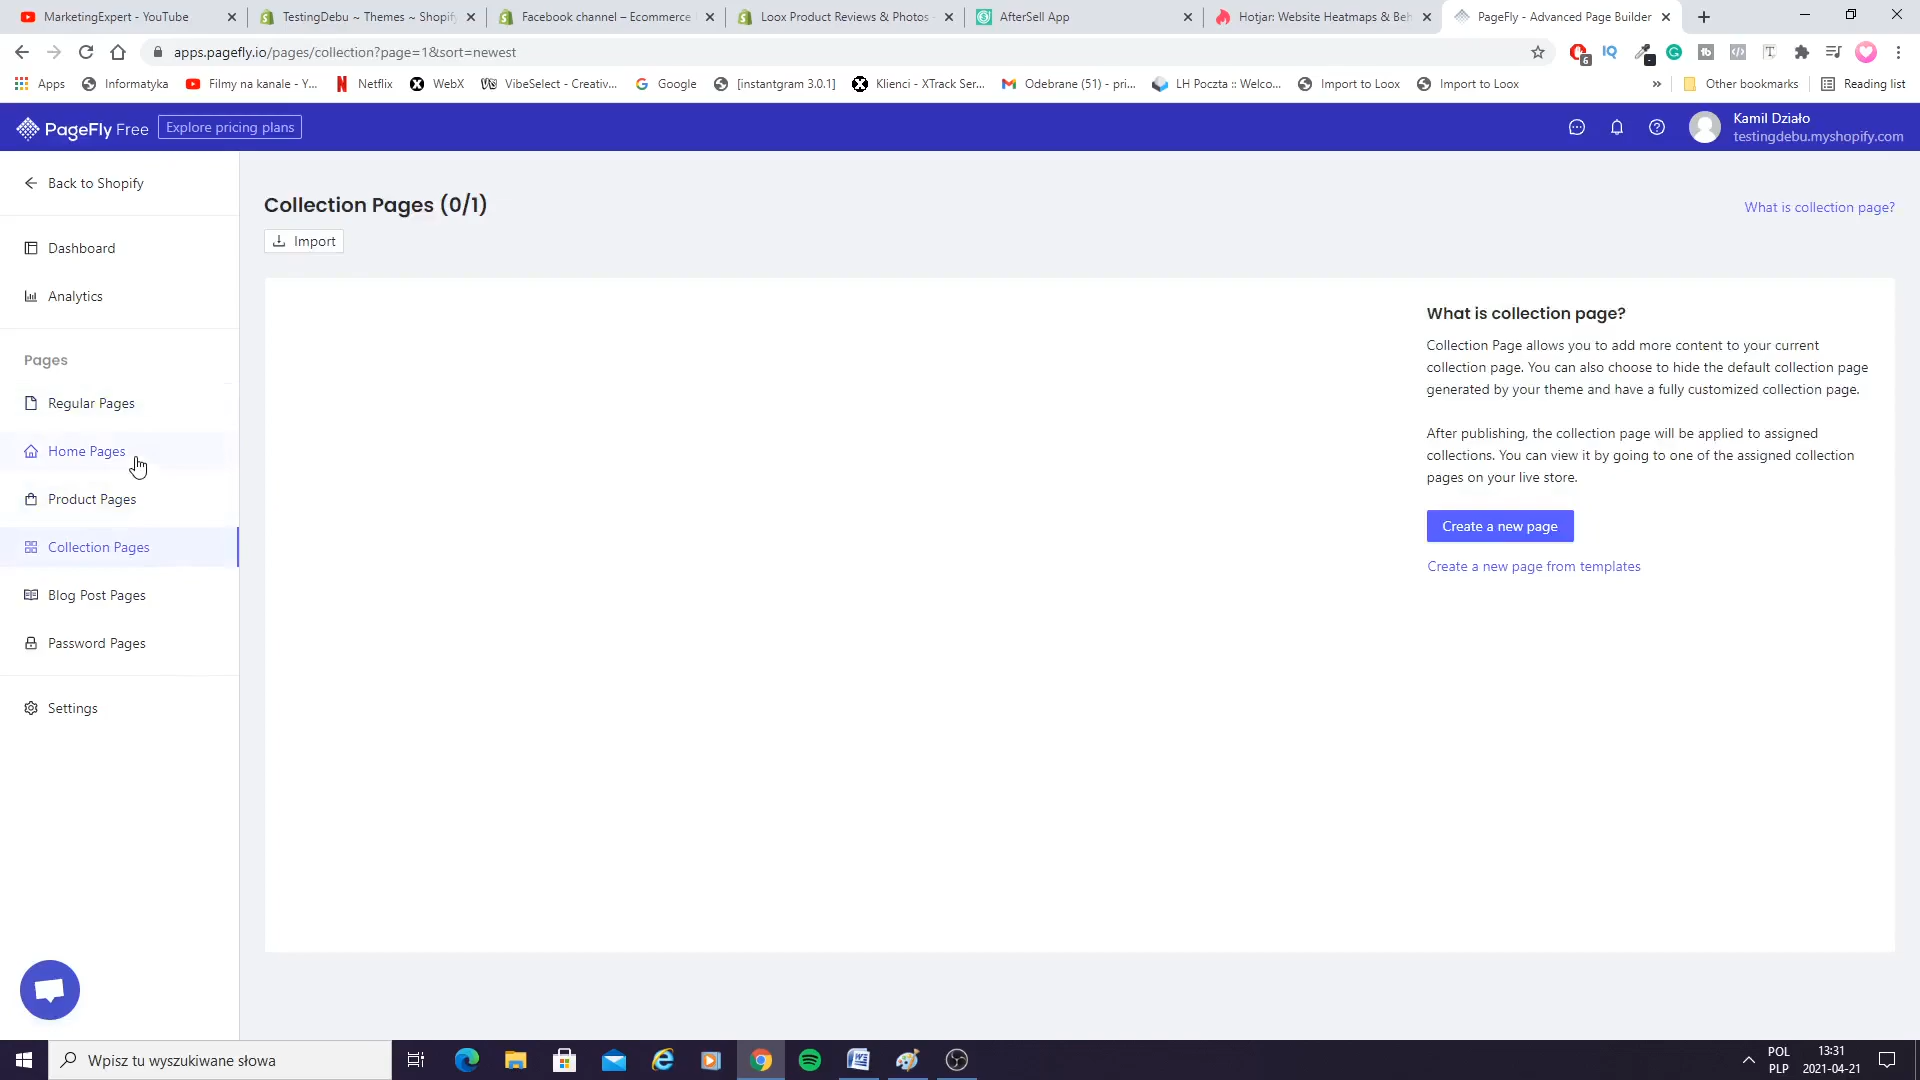 MarketingExpert - YouTube
TestingDebu ~ Themes ~ Shopify
Facebook channel – Ecommerce
Loox Product Reviews & Photos -
AfterSell App
Hotjar: Website Heatmaps & Beh
PageFly - Advanced Page Builder
apps.pagefly.io/pages/collection?page=1&sort=newest
Apps
Informatyka
Filmy na kanale - Y...
Netflix
WebX
VibeSelect - Creativ...
Google
[instantgram 3.0.1]
Klienci - XTrack Ser...
Odebrane (51) - pri...
LH Poczta :: Welco...
Import to Loox
Import to Loox
»
Other bookmarks
Reading list
PageFly Free
Explore pricing plans
Kamil Działo
testingdebu.myshopify.com
Back to Shopify
Dashboard
Analytics
Pages
Regular Pages
Home Pages
Product Pages
Collection Pages
Blog Post Pages
Password Pages
Settings
Collection Pages (0/1)
What is collection page?
Import
What is collection page?
Collection Page allows you to add more content to your current
collection page. You can also choose to hide the default collection page
generated by your theme and have a fully customized collection page.
After publishing, the collection page will be applied to assigned
collections. You can view it by going to one of the assigned collection
pages on your live store.
Create a new page
Create a new page from templates
Wpisz tu wyszukiwane słowa
POL
PLP
13:31
2021-04-21